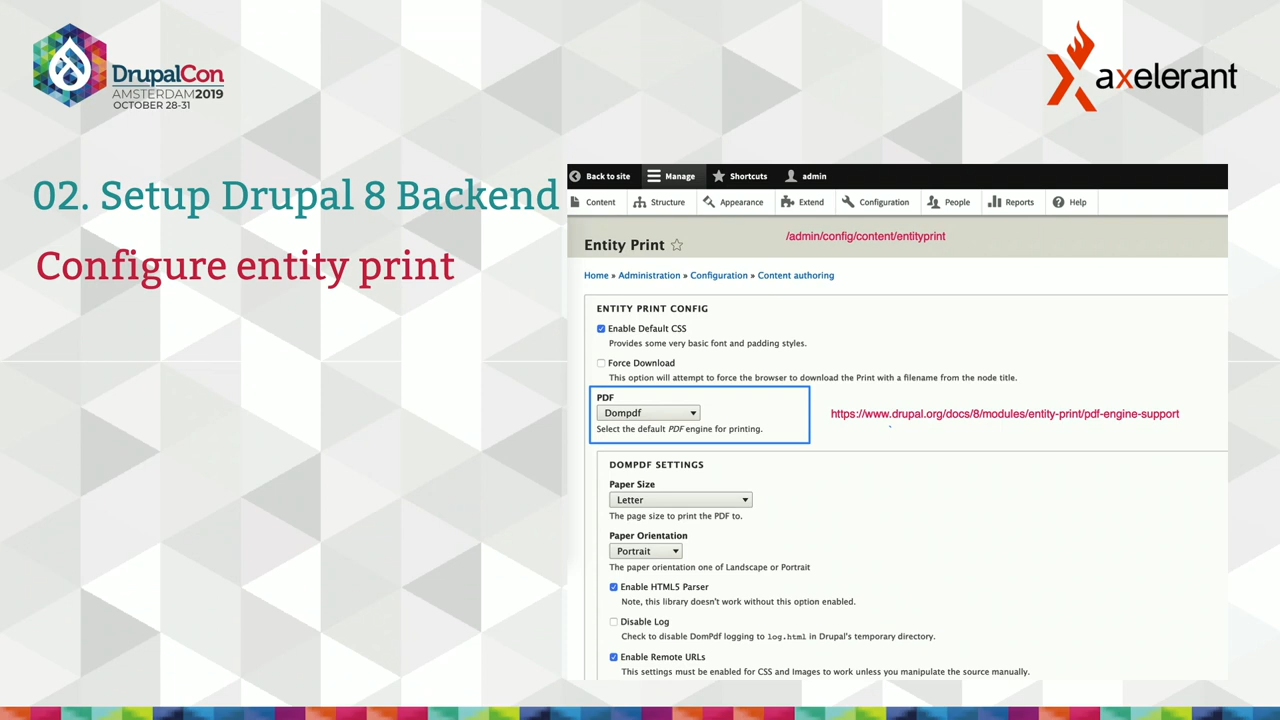 DrupalCon
AMSTERDAM2019
OCTOBER 28-31
axelerant
02. Setup Drupal 8 Backend
Configure entity print
Back to site Manage Shortcuts admin
Content Structure Appearance Extend Configuration People Reports Help
/admin/config/content/entityprint
Entity Print
Home » Administration » Configuration » Content authoring
ENTITY PRINT CONFIG
Enable Default CSS
Provides some very basic font and padding styles.
Force Download
This option will attempt to force the browser to download the Print with a filename from the node title.
PDF
Dompdf
https://www.drupal.org/docs/8/modules/entity-print/pdf-engine-support
Select the default PDF engine for printing.
`
DOMPDF SETTINGS
Paper Size
Letter
The page size to print the PDF to.
Paper Orientation
Portrait
The paper orientation one of Landscape or Portrait
Enable HTML5 Parser
Note, this library doesn't work without this option enabled.
Disable Log
Check to disable DomPdf logging to log.html in Drupal's temporary directory.
Enable Remote URLs
This settings must be enabled for CSS and Images to work unless you manipulate the source manually.